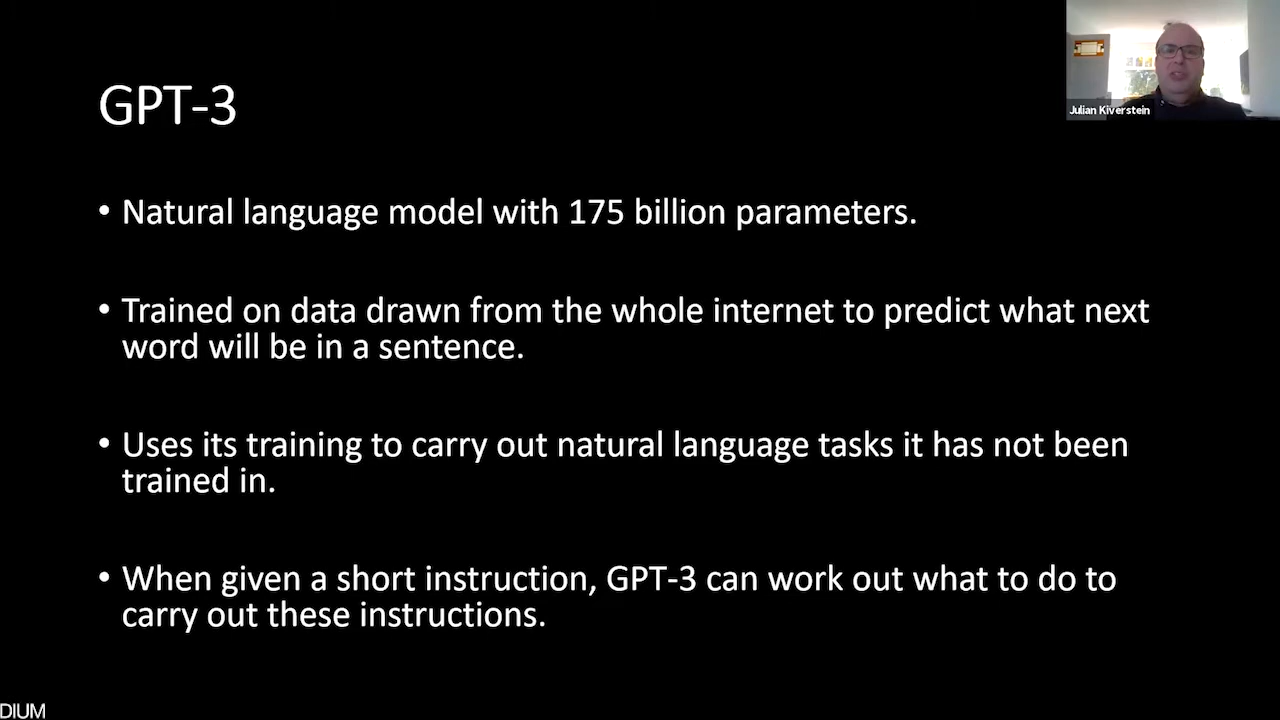 GPT-3
Julian Kiverstein
• Natural language model with 175 billion parameters.
• Trained on data drawn from the whole internet to predict what next
word will be in a sentence.
• Uses its training to carry out natural language tasks it has not been
trained in.
• When given a short instruction, GPT-3 can work out what to do to
carry out these instructions.
DIUM